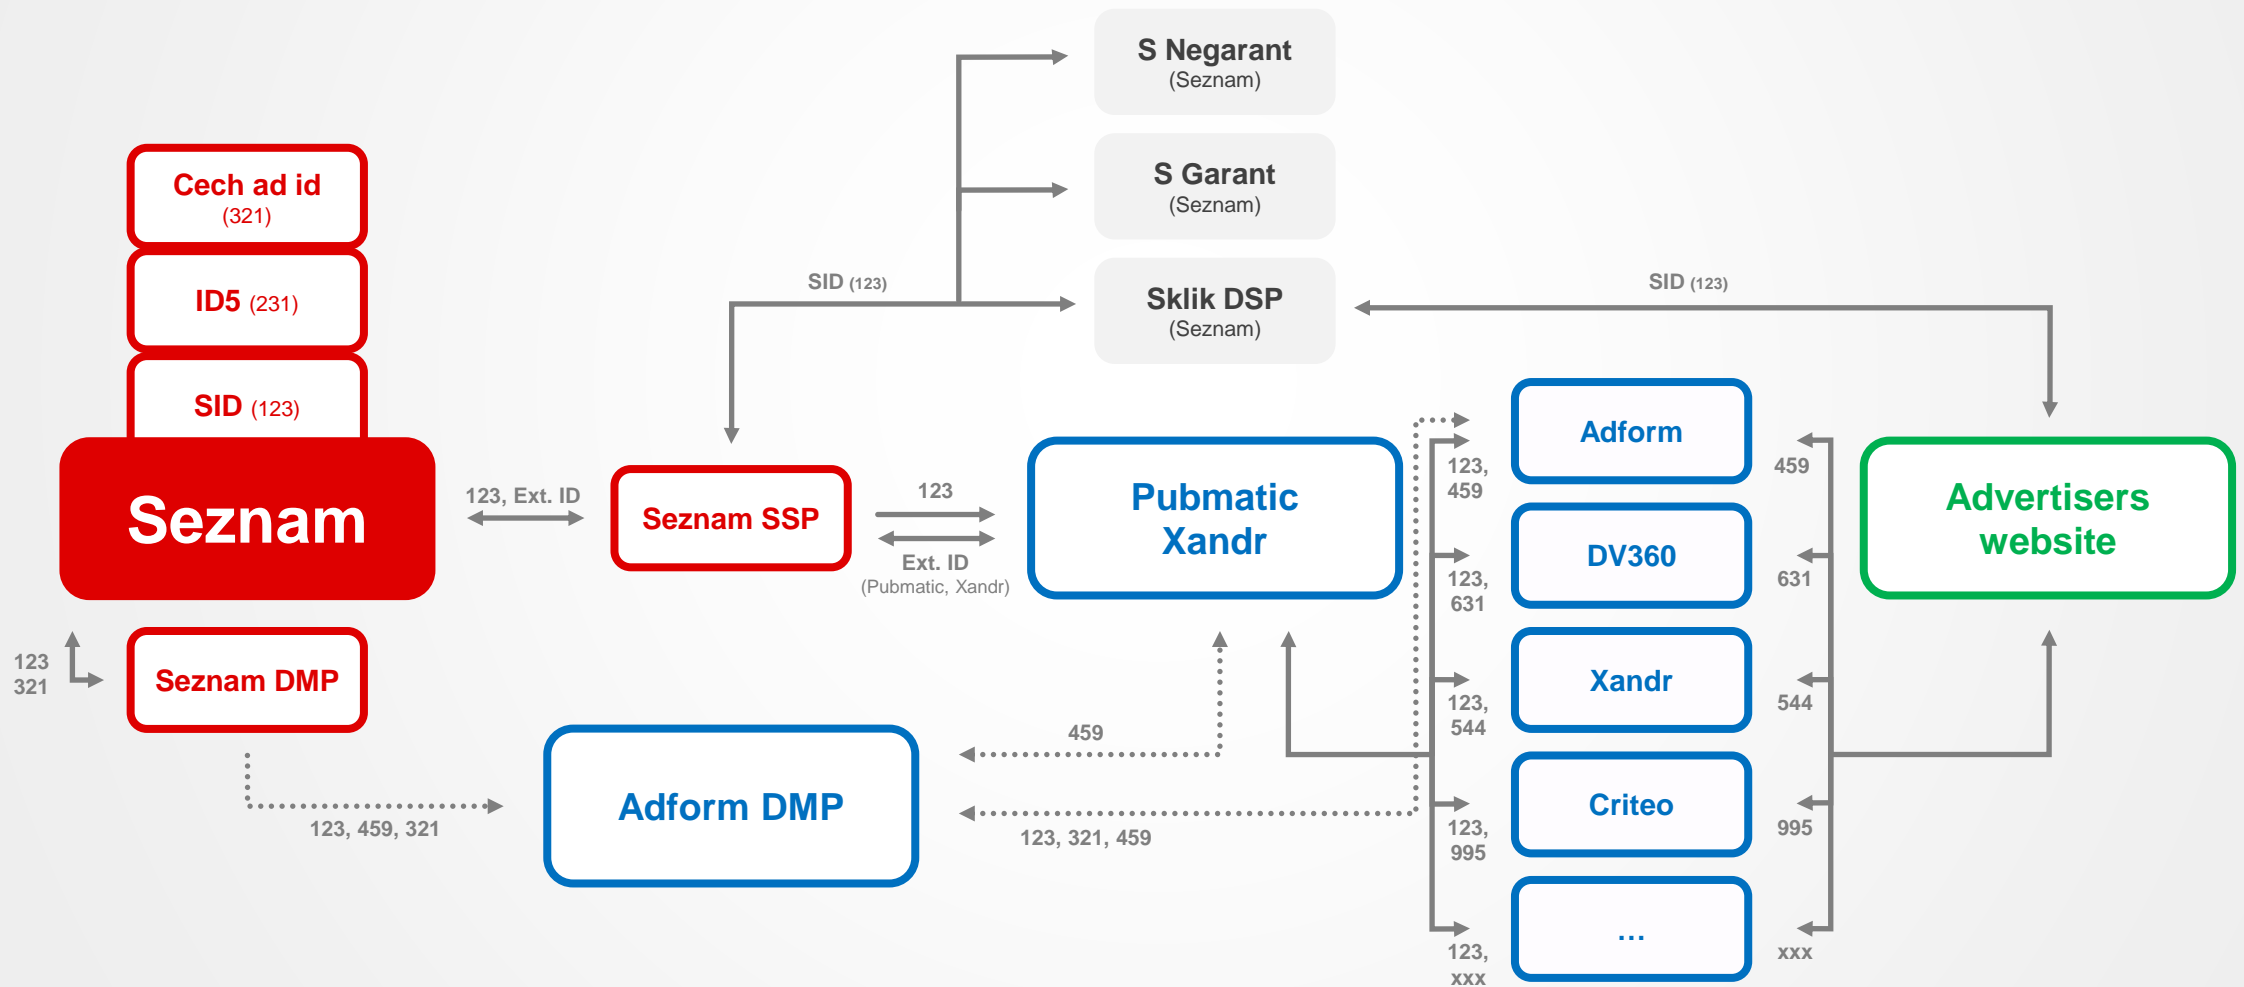 S Negarant
(Seznam)
S Garant
(Seznam)
Sklik DSP
(Seznam)
SID (123)
SID (123)
Cech ad id
(321)
ID5 (231)
SID (123)
Seznam
123, Ext. ID
Seznam SSP
123
Ext. ID
(Pubmatic, Xandr)
Pubmatic
Xandr
123
321
Seznam DMP
123, 459, 321
Adform DMP
459
123, 321, 459
123,
459
Adform
459
123,
631
DV360
631
123,
544
Xandr
544
123,
995
Criteo
995
123,
xxx
...
xxx
Advertisers
website